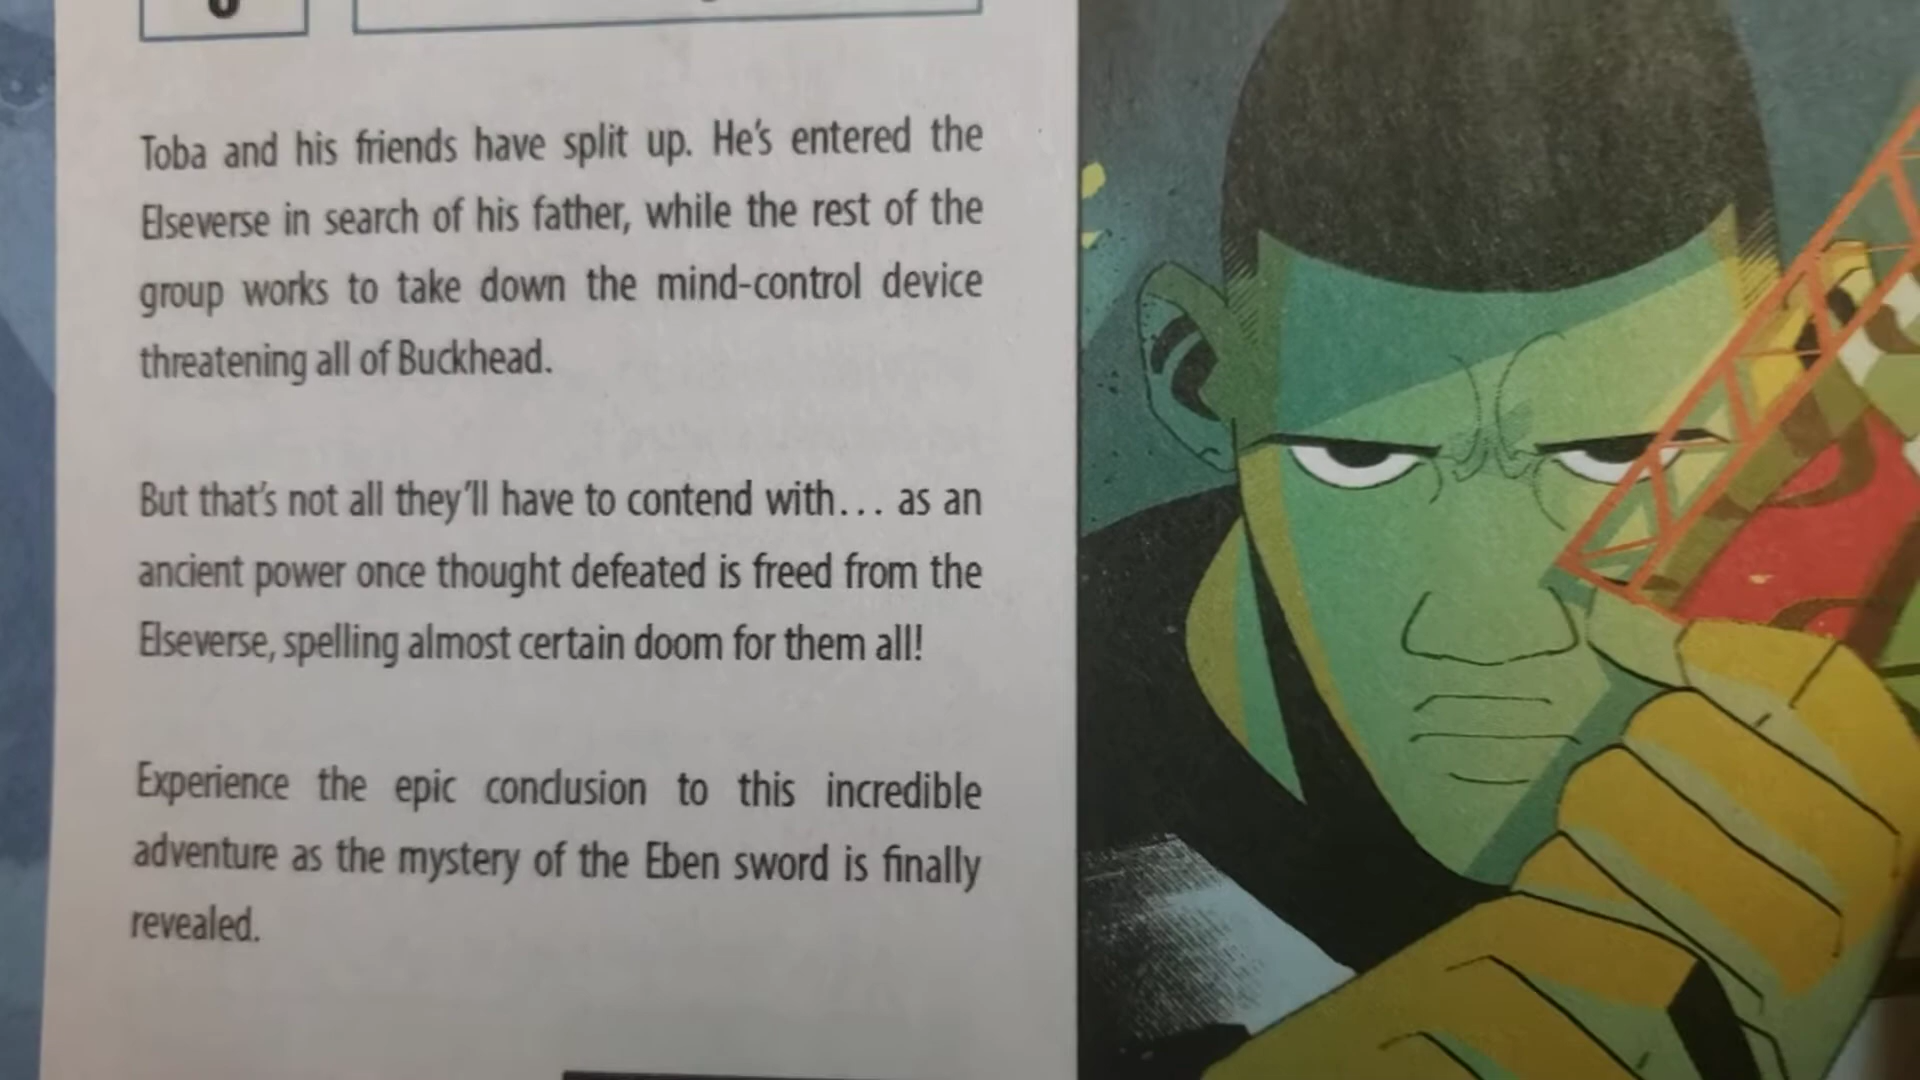 Toba and his friends have split up. He's entered the
Elseverse in search of his father, while the rest of the
group works to take down the mind-control device
threatening all of Buckhead.
But that's not all they'll have to contend with... as an
ancient power once thought defeated is freed from the
Elseverse, spelling almost certain doom for them all!
Experience the epic conclusion to this incredible
adventure as the mystery of the Eben sword is finally
revealed.